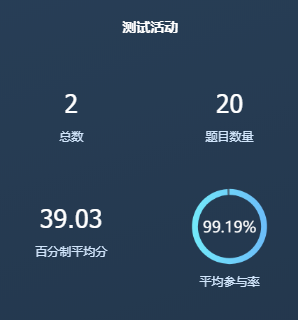 测试活动
2
20
总数
题目数量
39.03
99.19%
百分制平均分
平均参与率